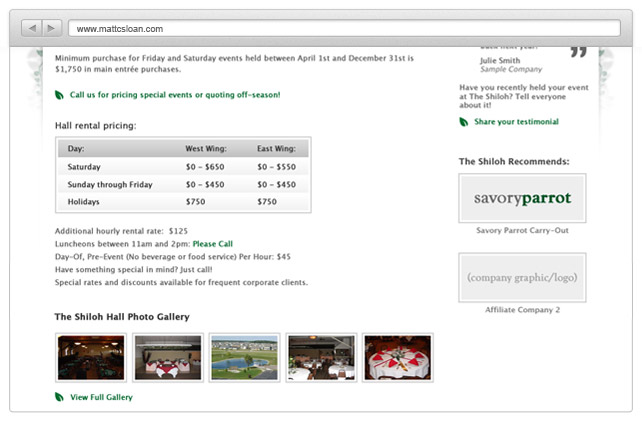 www.mattcsloan.com
Minimum purchase for Friday and Saturday events held between April 1st and December 31st is
$1,750 in main entrée purchases.
Call us for pricing special events or quoting off-season!
Hall rental pricing:
Day: West Wing: East Wing:
Saturday $0 – $650 $0 – $550
Sunday through Friday $0 – $450 $0 – $450
Holidays $750 $750
Additional hourly rental rate: $125
Luncheons between 11am and 2pm: Please Call
Day-Of, Pre-Event (No beverage or food service) Per Hour: $45
Have something special in mind? Just call!
Special rates and discounts available for frequent corporate clients.
The Shiloh Hall Photo Gallery
View Full Gallery
back next year.
”
Julie Smith
Sample Company
Have you recently held your event
at The Shiloh? Tell everyone
about it!
Share your testimonial
The Shiloh Recommends:
savoryparrot
Savory Parrot Carry-Out
(company graphic/logo)
Affiliate Company 2